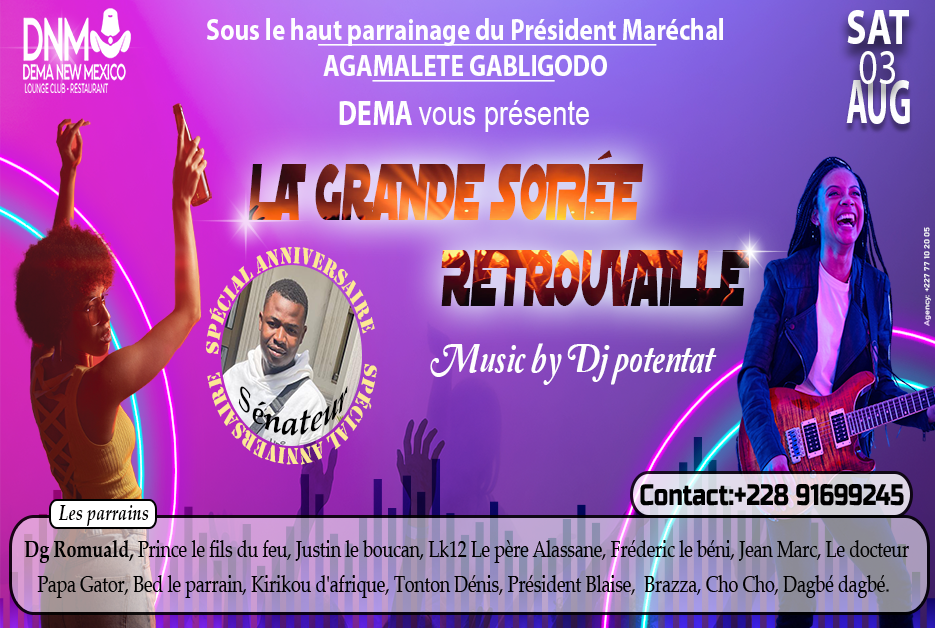 DNM
DEMA NEW MEXICO
LOUNGE CLUB - RESTAURANT
Sous le haut parrainage du Président Maréchal
AGAMALETE GABLIGODO
DEMA vous présente
SAT
03
AUG
LA GRANDE SOIRÉE
RETROUVAILLE
SPÉCIAL ANNIVERSAIRE
SPÉCIAL ANNIVERSAIRE
Sénateur
Music by Dj potentat
Agency: +227 77 10 20 05
Contact:+228 91699245
Les parrains
Dg Romuald, Prince le fils du feu, Justin le boucan, Lk12 Le père Alassane, Fréderic le béni, Jean Marc, Le docteur
Papa Gator, Bed le parrain, Kirikou d'afrique, Tonton Dénis, Président Blaise, Brazza, Cho Cho, Dagbé dagbé.